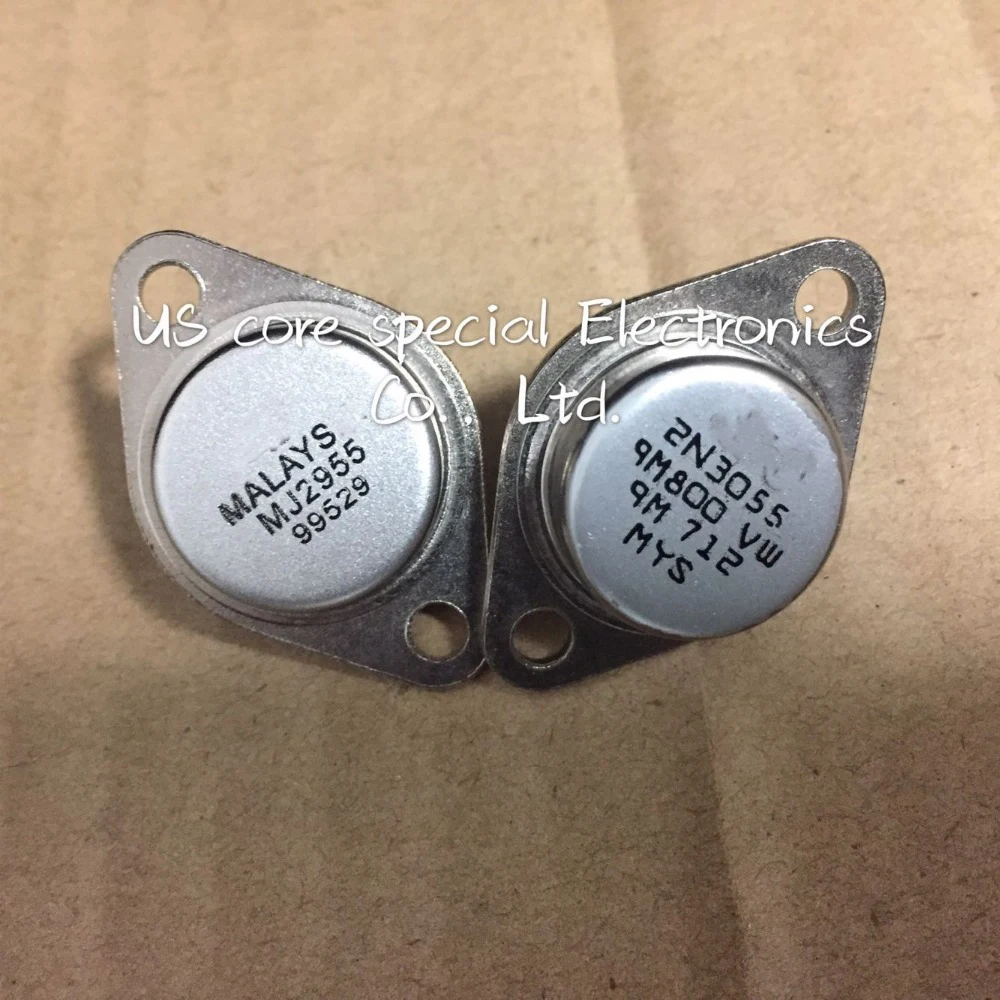 US core special Electronics
Co., Ltd.
MALAYS
MJ2955
99529
2N3055
9M800 VW
9M 712
MYS